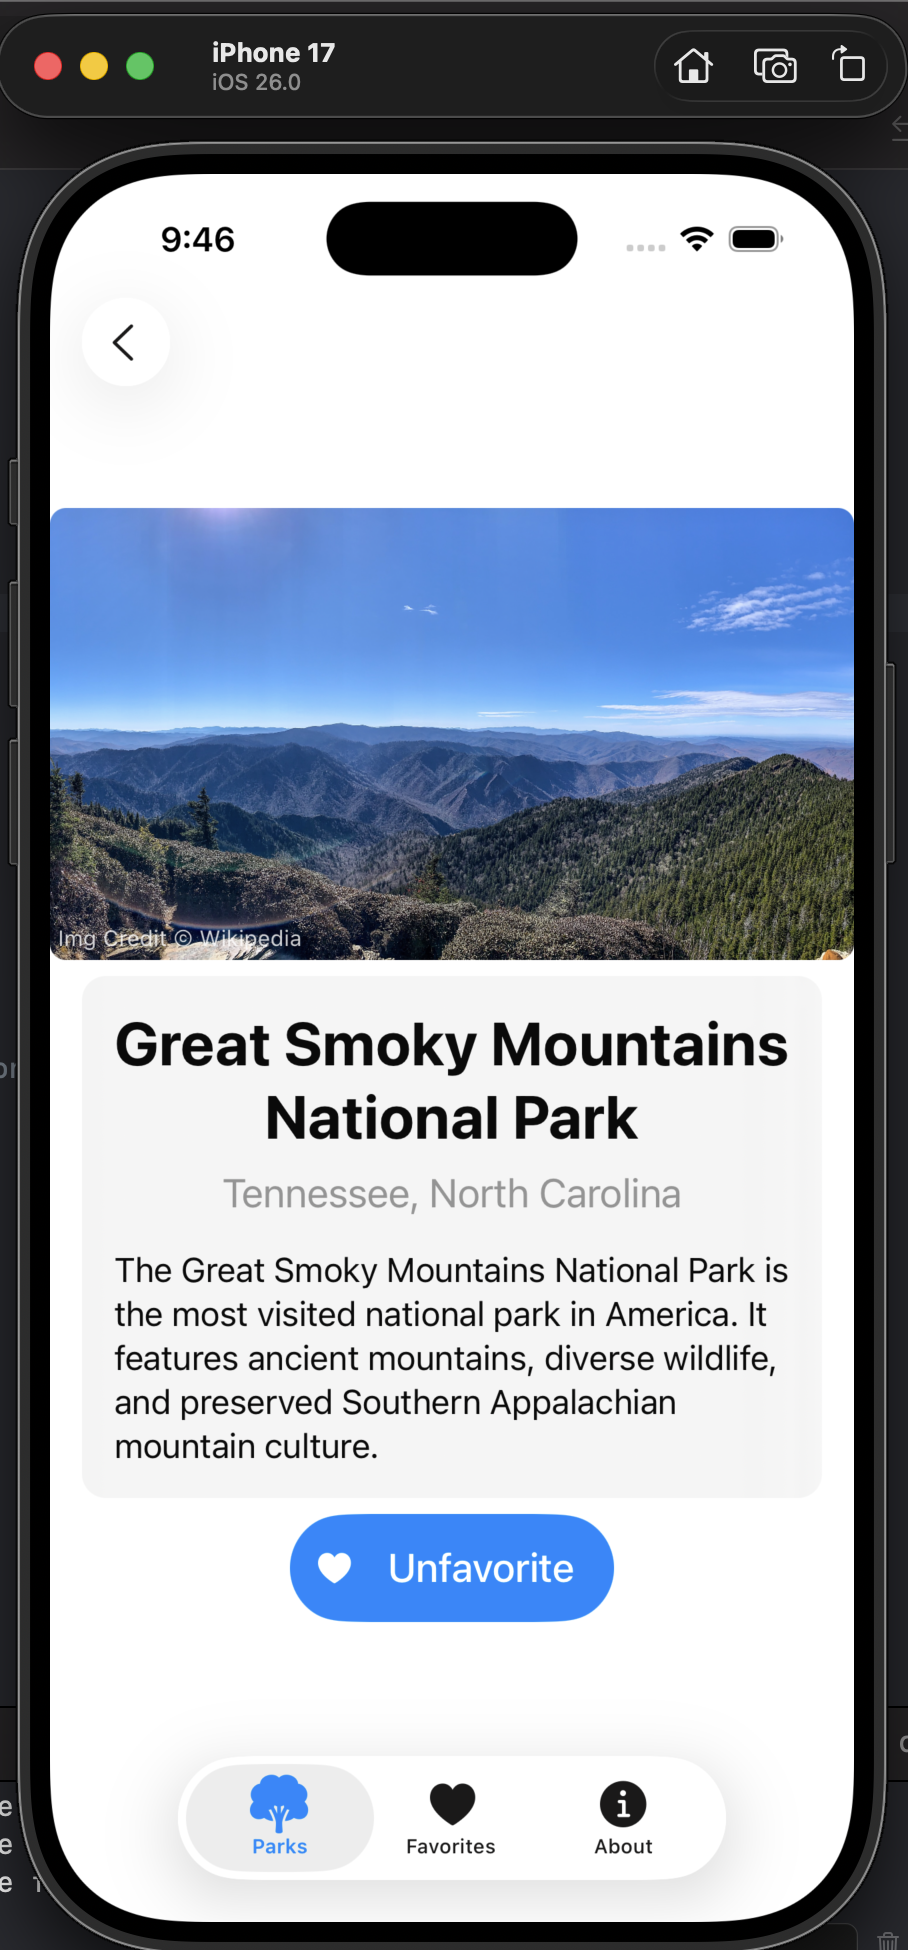 iPhone 17
iOS 26.0
9:46
Img Credit © Wikipedia
Great Smoky Mountains
National Park
Tennessee, North Carolina
The Great Smoky Mountains National Park is
the most visited national park in America. It
features ancient mountains, diverse wildlife,
and preserved Southern Appalachian
mountain culture.
Unfavorite
Parks
Favorites
About